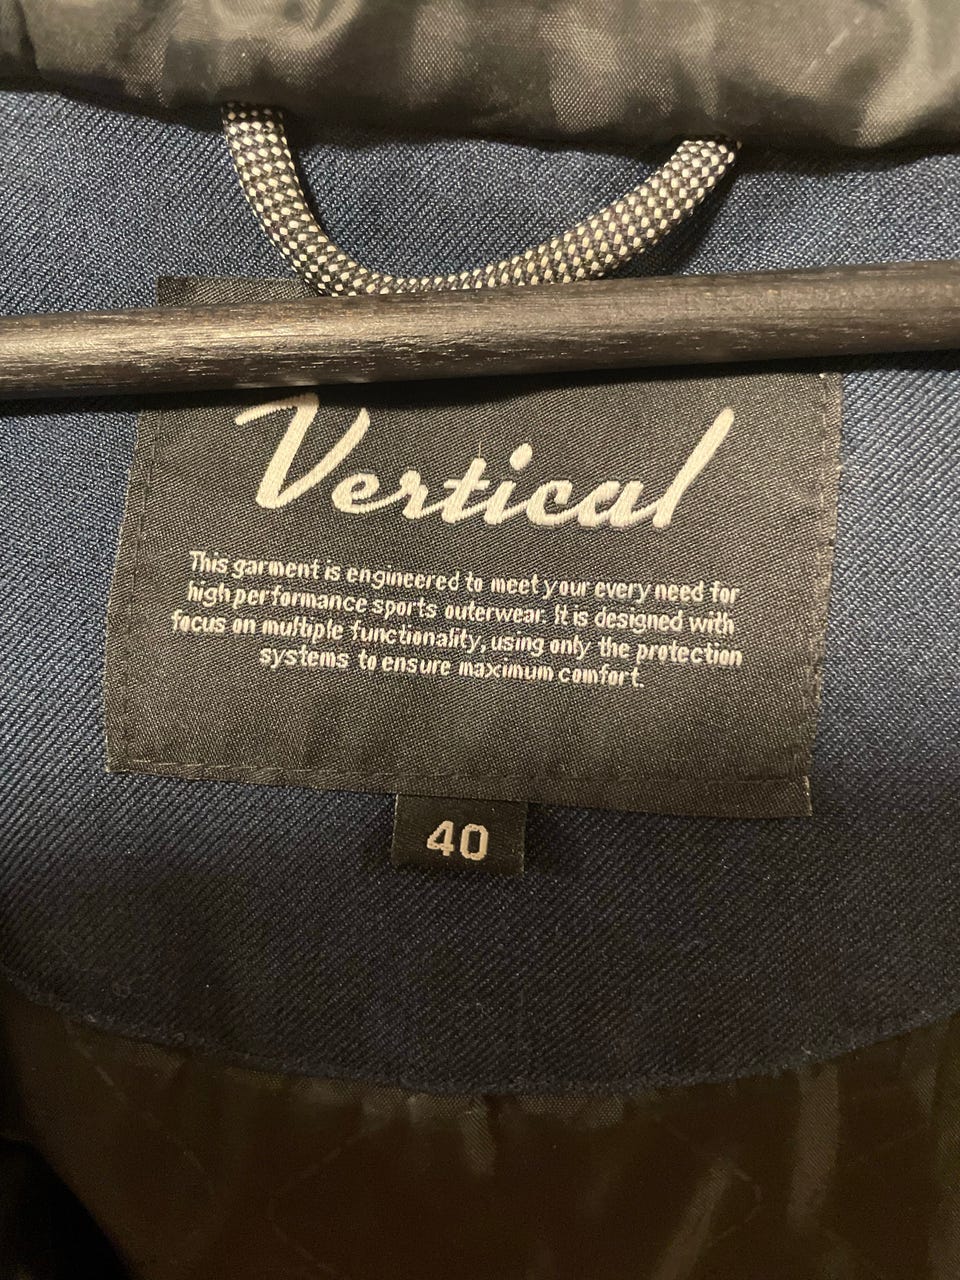 Vertical
This garment is engineered to meet your every need for
high performance sports outerwear. It is designed with
focus on multiple functionality, using only the protection
systems to ensure maximum comfort.
40